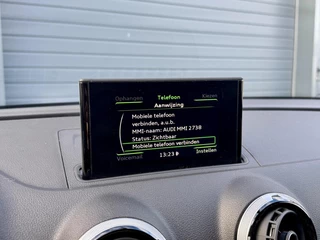 Ophangen Telefoon Kiezen
Aanwijzing
Mobiele telefoon
verbinden, a.u.b.
MMI-naam: AUDI MMI 2738
Status: Zichtbaar
Mobiele telefoon verbinden
Voicemail 13:23 Instellen